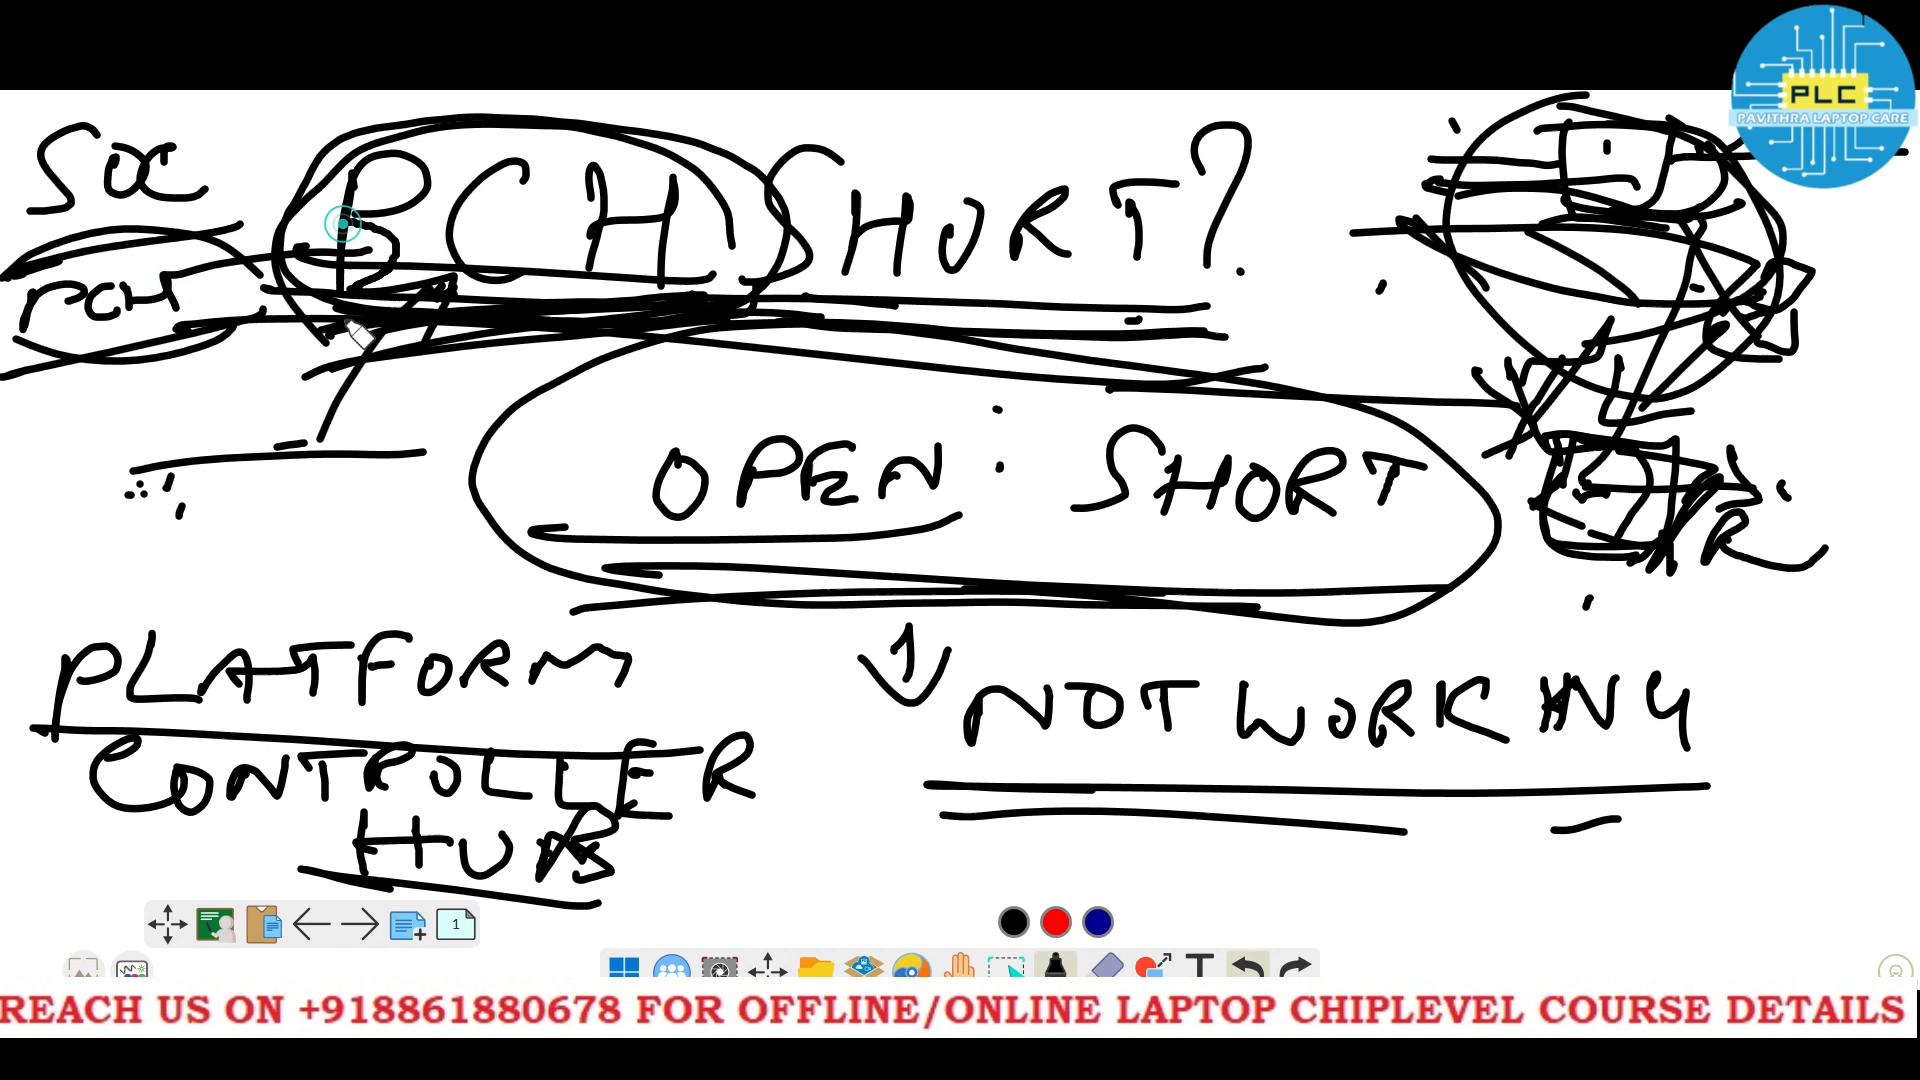 PLC
PAVITHRA LAPTOP CARE
SOC
PCH SHORT?
PCH
OPEN : SHORT
R
PLATFORM
NOT WORKING
CONTROLLER
HUB
1
REACH US ON +918861880678 FOR OFFLINE/ONLINE LAPTOP CHIPLEVEL COURSE DETAILS